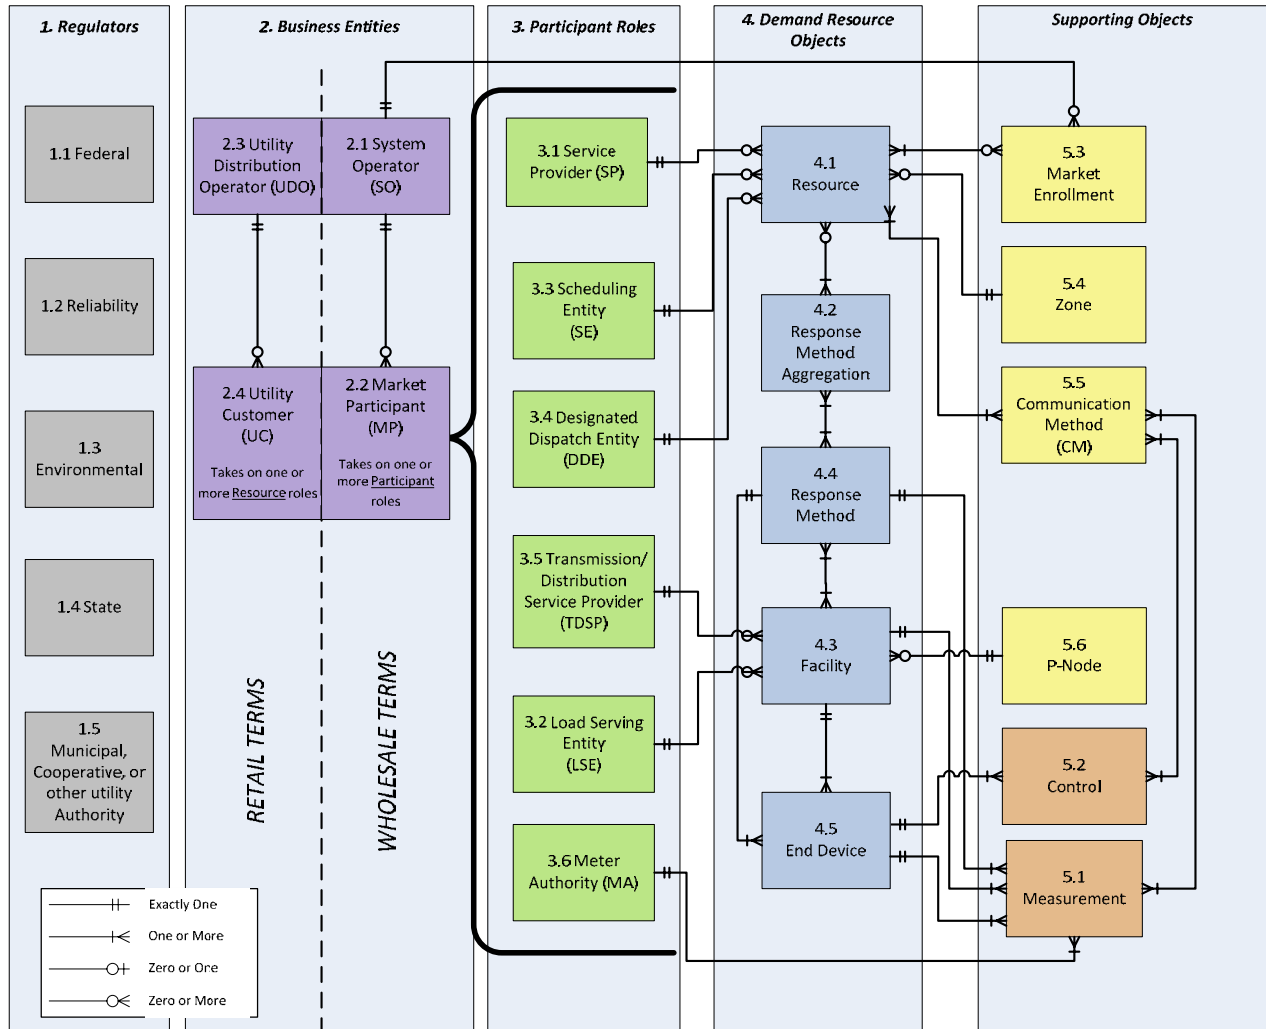 1. Regulators
1.1 Federal
1.2 Reliability
1.3
Environmental
1.4 State
1.5
Municipal,
Cooperative, or
other utility
Authority
Exactly One
One or More
Zero or One
Zero or More
2. Business Entities
2.3 Utility
Distribution
Operator (UDO)
2.1 System
Operator
(SO)
2.4 Utility
Customer
(UC)
Takes on one or
more Resource roles
2.2 Market
Participant
(MP)
Takes on one or
more Participant
roles
RETAIL TERMS
WHOLESALE TERMS
3. Participant Roles
3.1 Service
Provider (SP)
3.3 Scheduling
Entity
(SE)
3.4 Designated
Dispatch Entity
(DDE)
3.5 Transmission/
Distribution
Service Provider
(TDSP)
3.2 Load Serving
Entity
(LSE)
3.6 Meter
Authority (MA)
4. Demand Resource
Objects
4.1
Resource
4.2
Response
Method
Aggregation
4.4
Response
Method
4.3
Facility
4.5
End Device
Supporting Objects
5.3
Market
Enrollment
5.4
Zone
5.5
Communication
Method
(CM)
5.6
P-Node
5.2
Control
5.1
Measurement